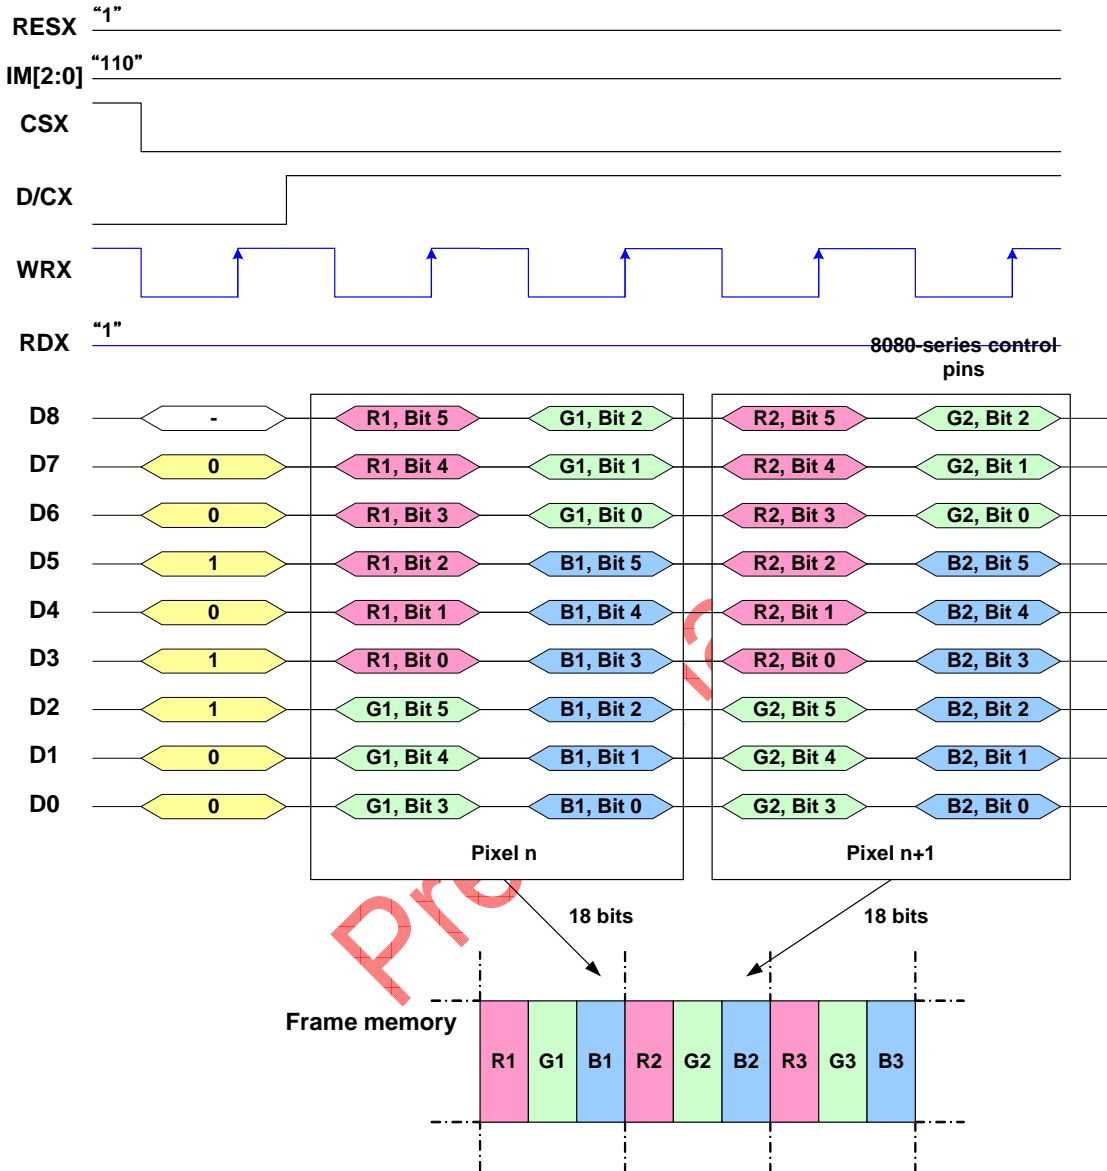 RESX "1"
IM[2:0] "110"
CSX
D/CX
WRX
RDX "1"
8080-series control
pins
D8 - R1, Bit 5 G1, Bit 2 R2, Bit 5 G2, Bit 2
D7 0 R1, Bit 4 G1, Bit 1 R2, Bit 4 G2, Bit 1
D6 0 R1, Bit 3 G1, Bit 0 R2, Bit 3 G2, Bit 0
D5 1 R1, Bit 2 B1, Bit 5 R2, Bit 2 B2, Bit 5
D4 0 R1, Bit 1 B1, Bit 4 R2, Bit 1 B2, Bit 4
D3 1 R1, Bit 0 B1, Bit 3 R2, Bit 0 B2, Bit 3
D2 1 G1, Bit 5 B1, Bit 2 G2, Bit 5 B2, Bit 2
D1 0 G1, Bit 4 B1, Bit 1 G2, Bit 4 B2, Bit 1
D0 0 G1, Bit 3 B1, Bit 0 G2, Bit 3 B2, Bit 0
Pixel n Pixel n+1
18 bits 18 bits
Frame memory
R1 G1 B1 R2 G2 B2 R3 G3 B3